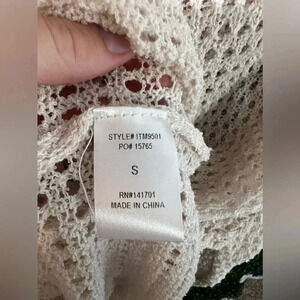 STYLE# ITM9501
PO# 15765
S
RN#141701
MADE IN CHINA